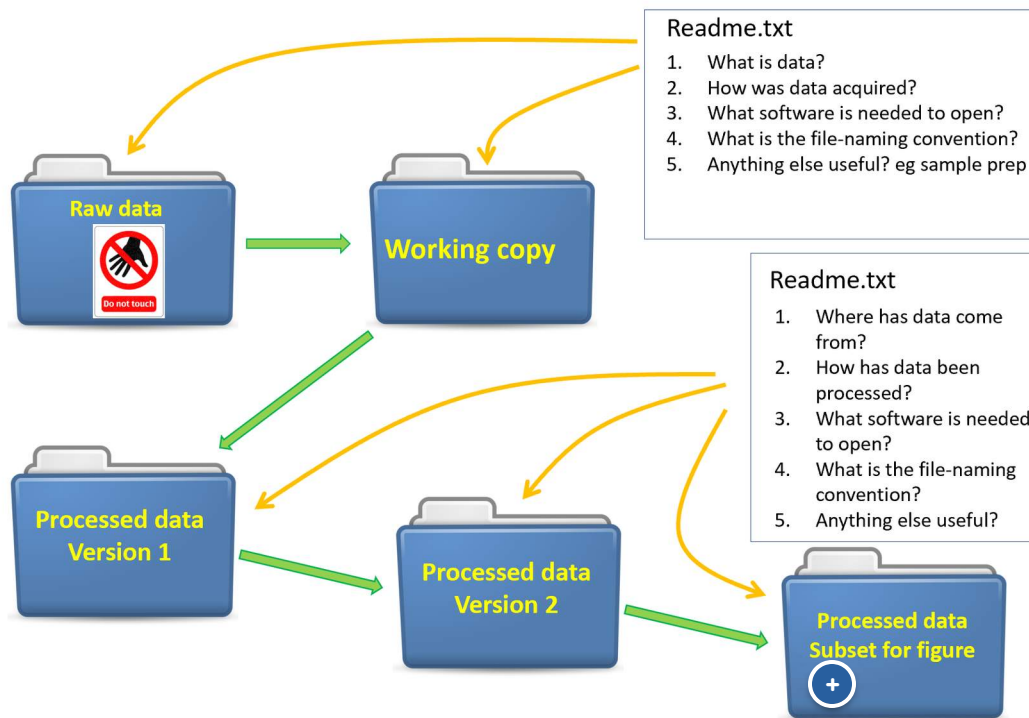 Readme.txt
1. What is data?
2. How was data acquired?
3. What software is needed to open?
4. What is the file-naming convention?
5. Anything else useful? eg sample prep
Raw data
Do not touch
Working copy
Readme.txt
1. Where has data come
from?
2. How has data been
processed?
3. What software is needed
to open?
4. What is the file-naming
convention?
5. Anything else useful?
Processed data
Version 1
Processed data
Version 2
Processed data
Subset for figure
+